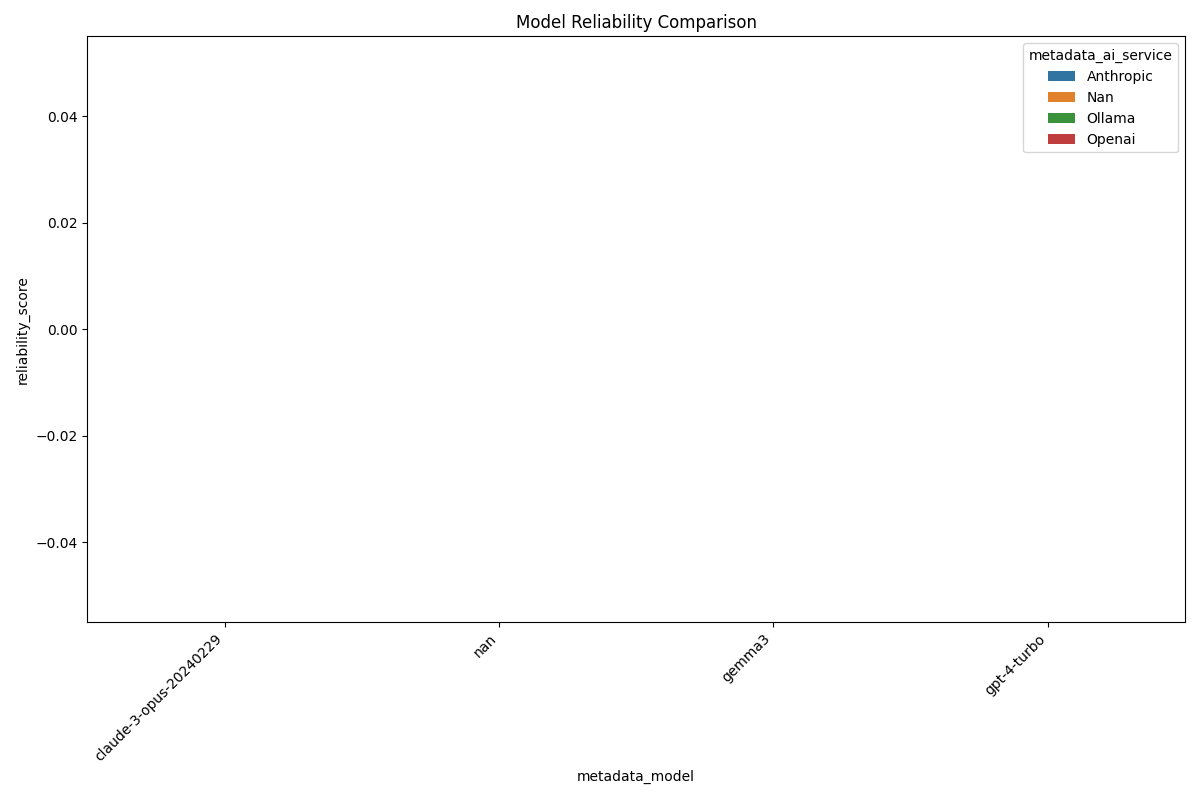 Model Reliability Comparison
metadata_ai_service
Anthropic
Nan
Ollama
Openai
0.04
0.02
0.00
−0.02
−0.04
reliability_score
claude-3-opus-20240229
nan
gemma3
gpt-4-turbo
metadata_model